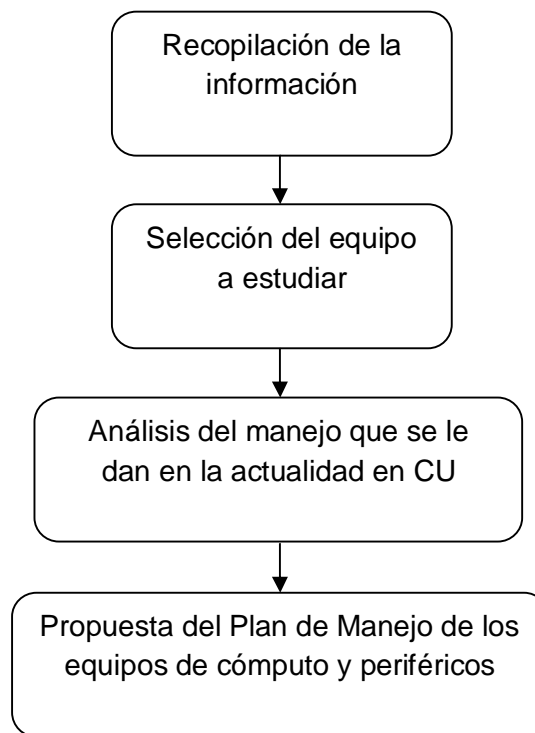 Recopilación de la
información
Selección del equipo
a estudiar
Análisis del manejo que se le
dan en la actualidad en CU
Propuesta del Plan de Manejo de los
equipos de cómputo y periféricos